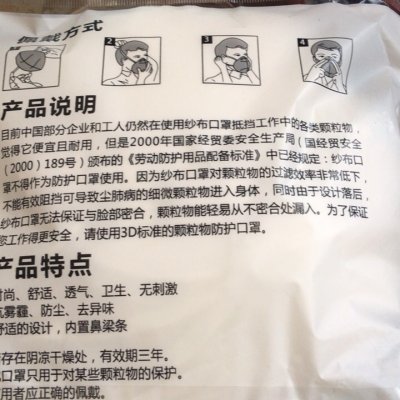 佩戴方式
2
3
4
产品说明
目前中国部分企业和工人仍然在使用纱布口罩抵挡工作中的各类颗粒物,
觉得它便宜且耐用，但是2000年国家经贸委安全生产局（国经贸安全
（2000）189号）颁布的《劳动防护用品配备标准》中已经规定：纱布口
罩不得作为防护口罩使用。因为纱布口罩对颗粒物的过滤效率非常低下,
不能有效阻挡可导致尘肺病的细微颗粒物进入身体，同时由于设计落后,
纱布口罩无法保证与脸部密合，颗粒物能轻易从不密合处漏入。为了保证
您工作得更安全，请使用3D标准的颗粒物防护口罩。
产品特点
时尚、舒适、透气、卫生、无刺激
抗雾霾、防尘、去异味
舒适的设计，内置鼻梁条
存在阴凉干燥处，有效期三年。
口罩只用于对某些颗粒物的保护。
用者应正确的佩戴。